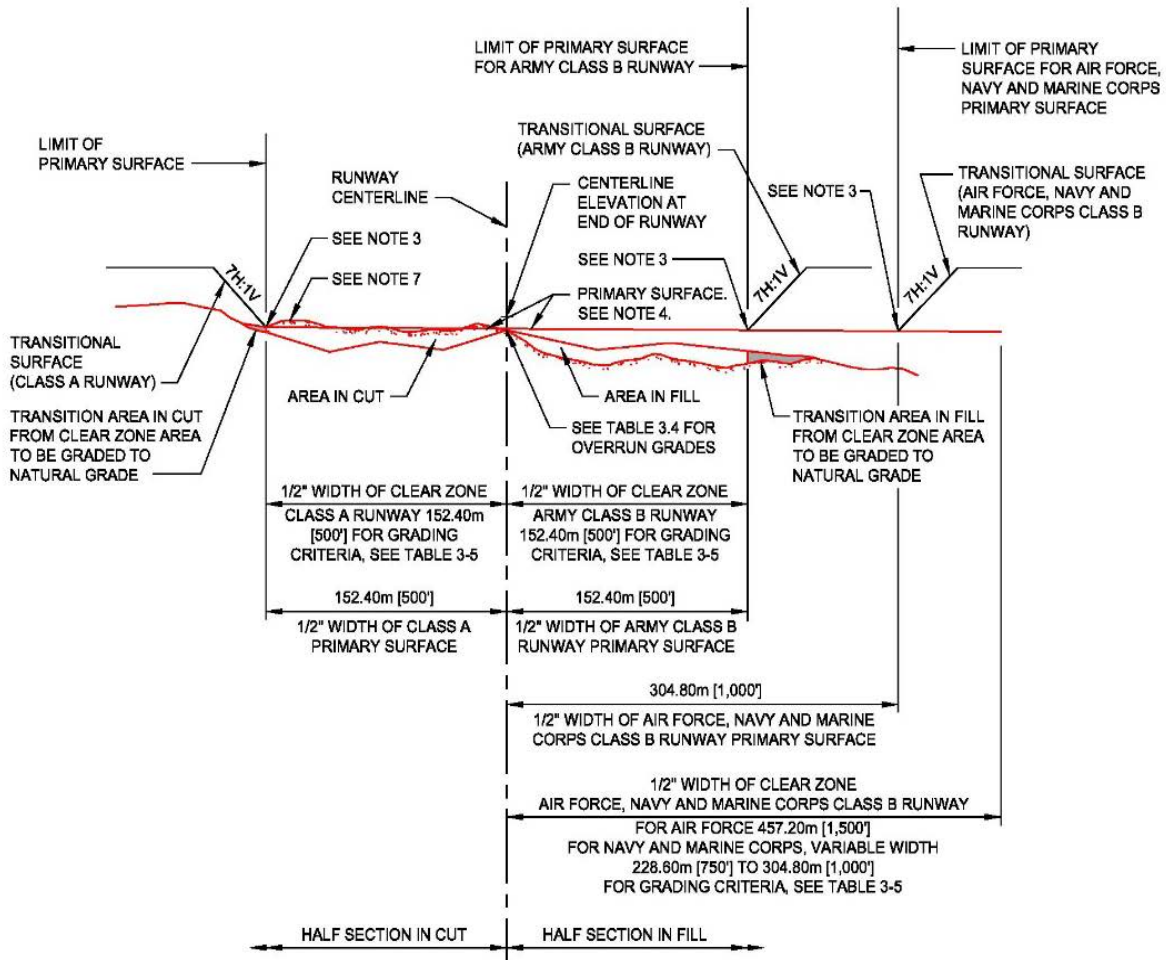 LIMIT OF PRIMARY SURFACE
FOR ARMY CLASS B RUNWAY
LIMIT OF PRIMARY
SURFACE FOR AIR FORCE,
NAVY AND MARINE CORPS
PRIMARY SURFACE
LIMIT OF
PRIMARY SURFACE
RUNWAY
CENTERLINE
TRANSITIONAL SURFACE
(ARMY CLASS B RUNWAY)
CENTERLINE
ELEVATION AT
END OF RUNWAY
SEE NOTE 3
TRANSITIONAL SURFACE
(AIR FORCE, NAVY AND
MARINE CORPS CLASS B
RUNWAY)
SEE NOTE 3
SEE NOTE 7
SEE NOTE 3
PRIMARY SURFACE.
SEE NOTE 4.
7H:1V
7H:1V
7H:1V
TRANSITIONAL
SURFACE
(CLASS A RUNWAY)
AREA IN CUT
AREA IN FILL
TRANSITION AREA IN CUT
FROM CLEAR ZONE AREA
TO BE GRADED TO
NATURAL GRADE
SEE TABLE 3.4 FOR
OVERRUN GRADES
TRANSITION AREA IN FILL
FROM CLEAR ZONE AREA
TO BE GRADED TO
NATURAL GRADE
1/2" WIDTH OF CLEAR ZONE
CLASS A RUNWAY 152.40m
[500'] FOR GRADING
CRITERIA, SEE TABLE 3-5
1/2" WIDTH OF CLEAR ZONE
ARMY CLASS B RUNWAY
152.40m [500'] FOR GRADING
CRITERIA, SEE TABLE 3-5
152.40m [500']
1/2" WIDTH OF CLASS A
PRIMARY SURFACE
152.40m [500']
1/2" WIDTH OF ARMY CLASS B
RUNWAY PRIMARY SURFACE
304.80m [1,000']
1/2" WIDTH OF AIR FORCE, NAVY AND MARINE
CORPS CLASS B RUNWAY PRIMARY SURFACE
1/2" WIDTH OF CLEAR ZONE
AIR FORCE, NAVY AND MARINE CORPS CLASS B RUNWAY
FOR AIR FORCE 457.20m [1,500']
FOR NAVY AND MARINE CORPS, VARIABLE WIDTH
228.60m [750'] TO 304.80m [1,000']
FOR GRADING CRITERIA, SEE TABLE 3-5
HALF SECTION IN CUT
HALF SECTION IN FILL